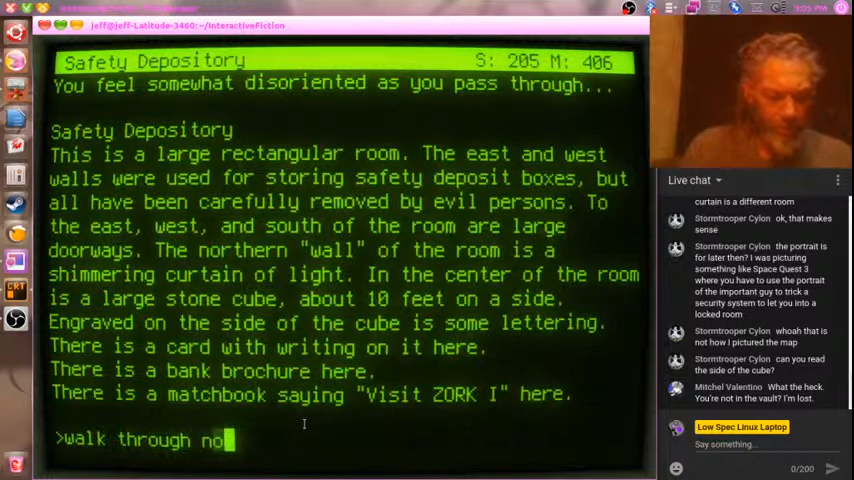 9:05 PM
jeff@jeff-Latitude-3460: ~/InteractiveFiction
Safety Depository S: 205 M: 406
You feel somewhat disoriented as you pass through...
Safety Depository
This is a large rectangular room. The east and west
walls were used for storing safety deposit boxes, but
all have been carefully removed by evil persons. To
the east, west, and south of the room are large
doorways. The northern "wall" of the room is a
shimmering curtain of light. In the center of the room
is a large stone cube, about 10 feet on a side.
Engraved on the side of the cube is some lettering.
There is a card with writing on it here.
There is a bank brochure here.
There is a matchbook saying "Visit ZORK I" here.
>walk through no
CRT
Live chat
curtain is a different room
Stormtrooper Cylon ok, that makes
sense
Stormtrooper Cylon the portrait is
for later then? I was picturing
something like Space Quest 3
where you have to use the portrait
of the important guy to trick a
security system to let you into a
locked room
Stormtrooper Cylon whoah that is
not how I pictured the map
Stormtrooper Cylon can you read
the side of the cube?
Mitchel Valentino What the heck.
You're not in the vault? I'm lost.
Low Spec Linux Laptop
Say something...
0/200